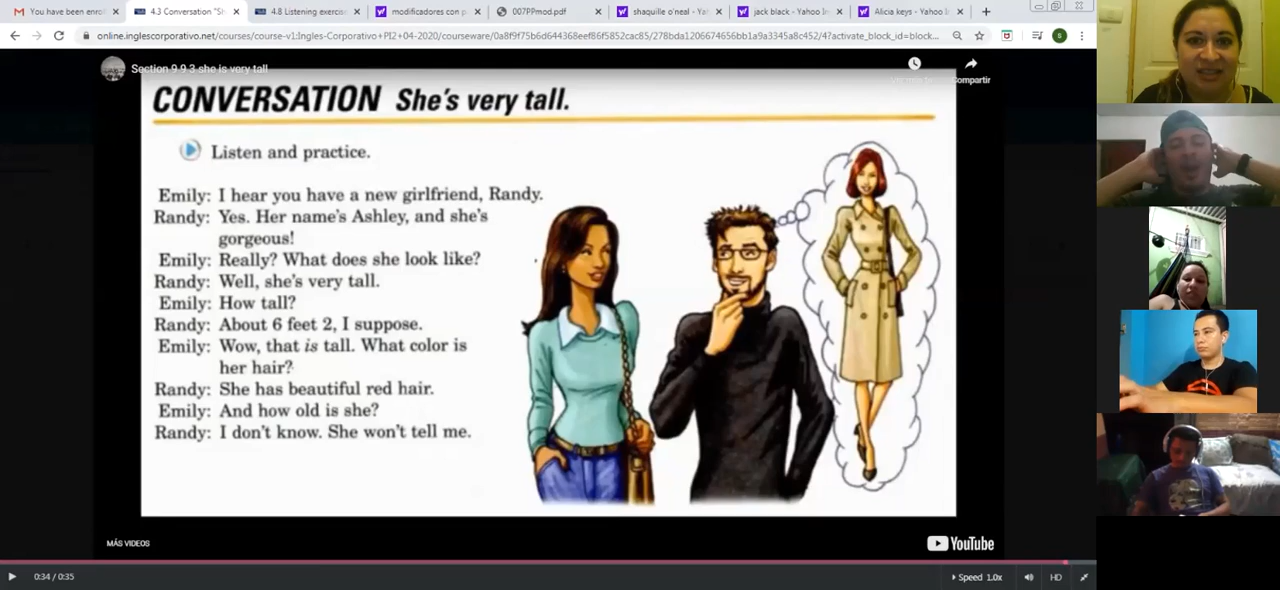 You have been enrol
4.3 Conversation "Sh
4.8 Listening exercise
modificadores con p
007PPmod.pdf
shaquille o'neal - Ya
jack black - Yahoo I
Alicia keys - Yahoo I
online.inglescorporativo.net/courses/course-v1:Ingles-Corporativo+PI2+04-2020/courseware/0a8f9f75b6d644368eef86f5852cac85/278bda1206674656bb1a9a3345a8c452/4?activate_block_id=block...
Section 9 9 3 she is very tall
Compartir
CONVERSATION She's very tall.
Listen and practice.
Emily: I hear you have a new girlfriend, Randy.
Randy: Yes. Her name's Ashley, and she's
gorgeous!
Emily: Really? What does she look like?
Randy: Well, she's very tall.
Emily: How tall?
Randy: About 6 feet 2, I suppose.
Emily: Wow, that is tall. What color is
her hair?
Randy: She has beautiful red hair.
Emily: And how old is she?
Randy: I don't know. She won't tell me.
MÁS VIDEOS
YouTube
0:34 / 0:35
Speed 1.0x
HD